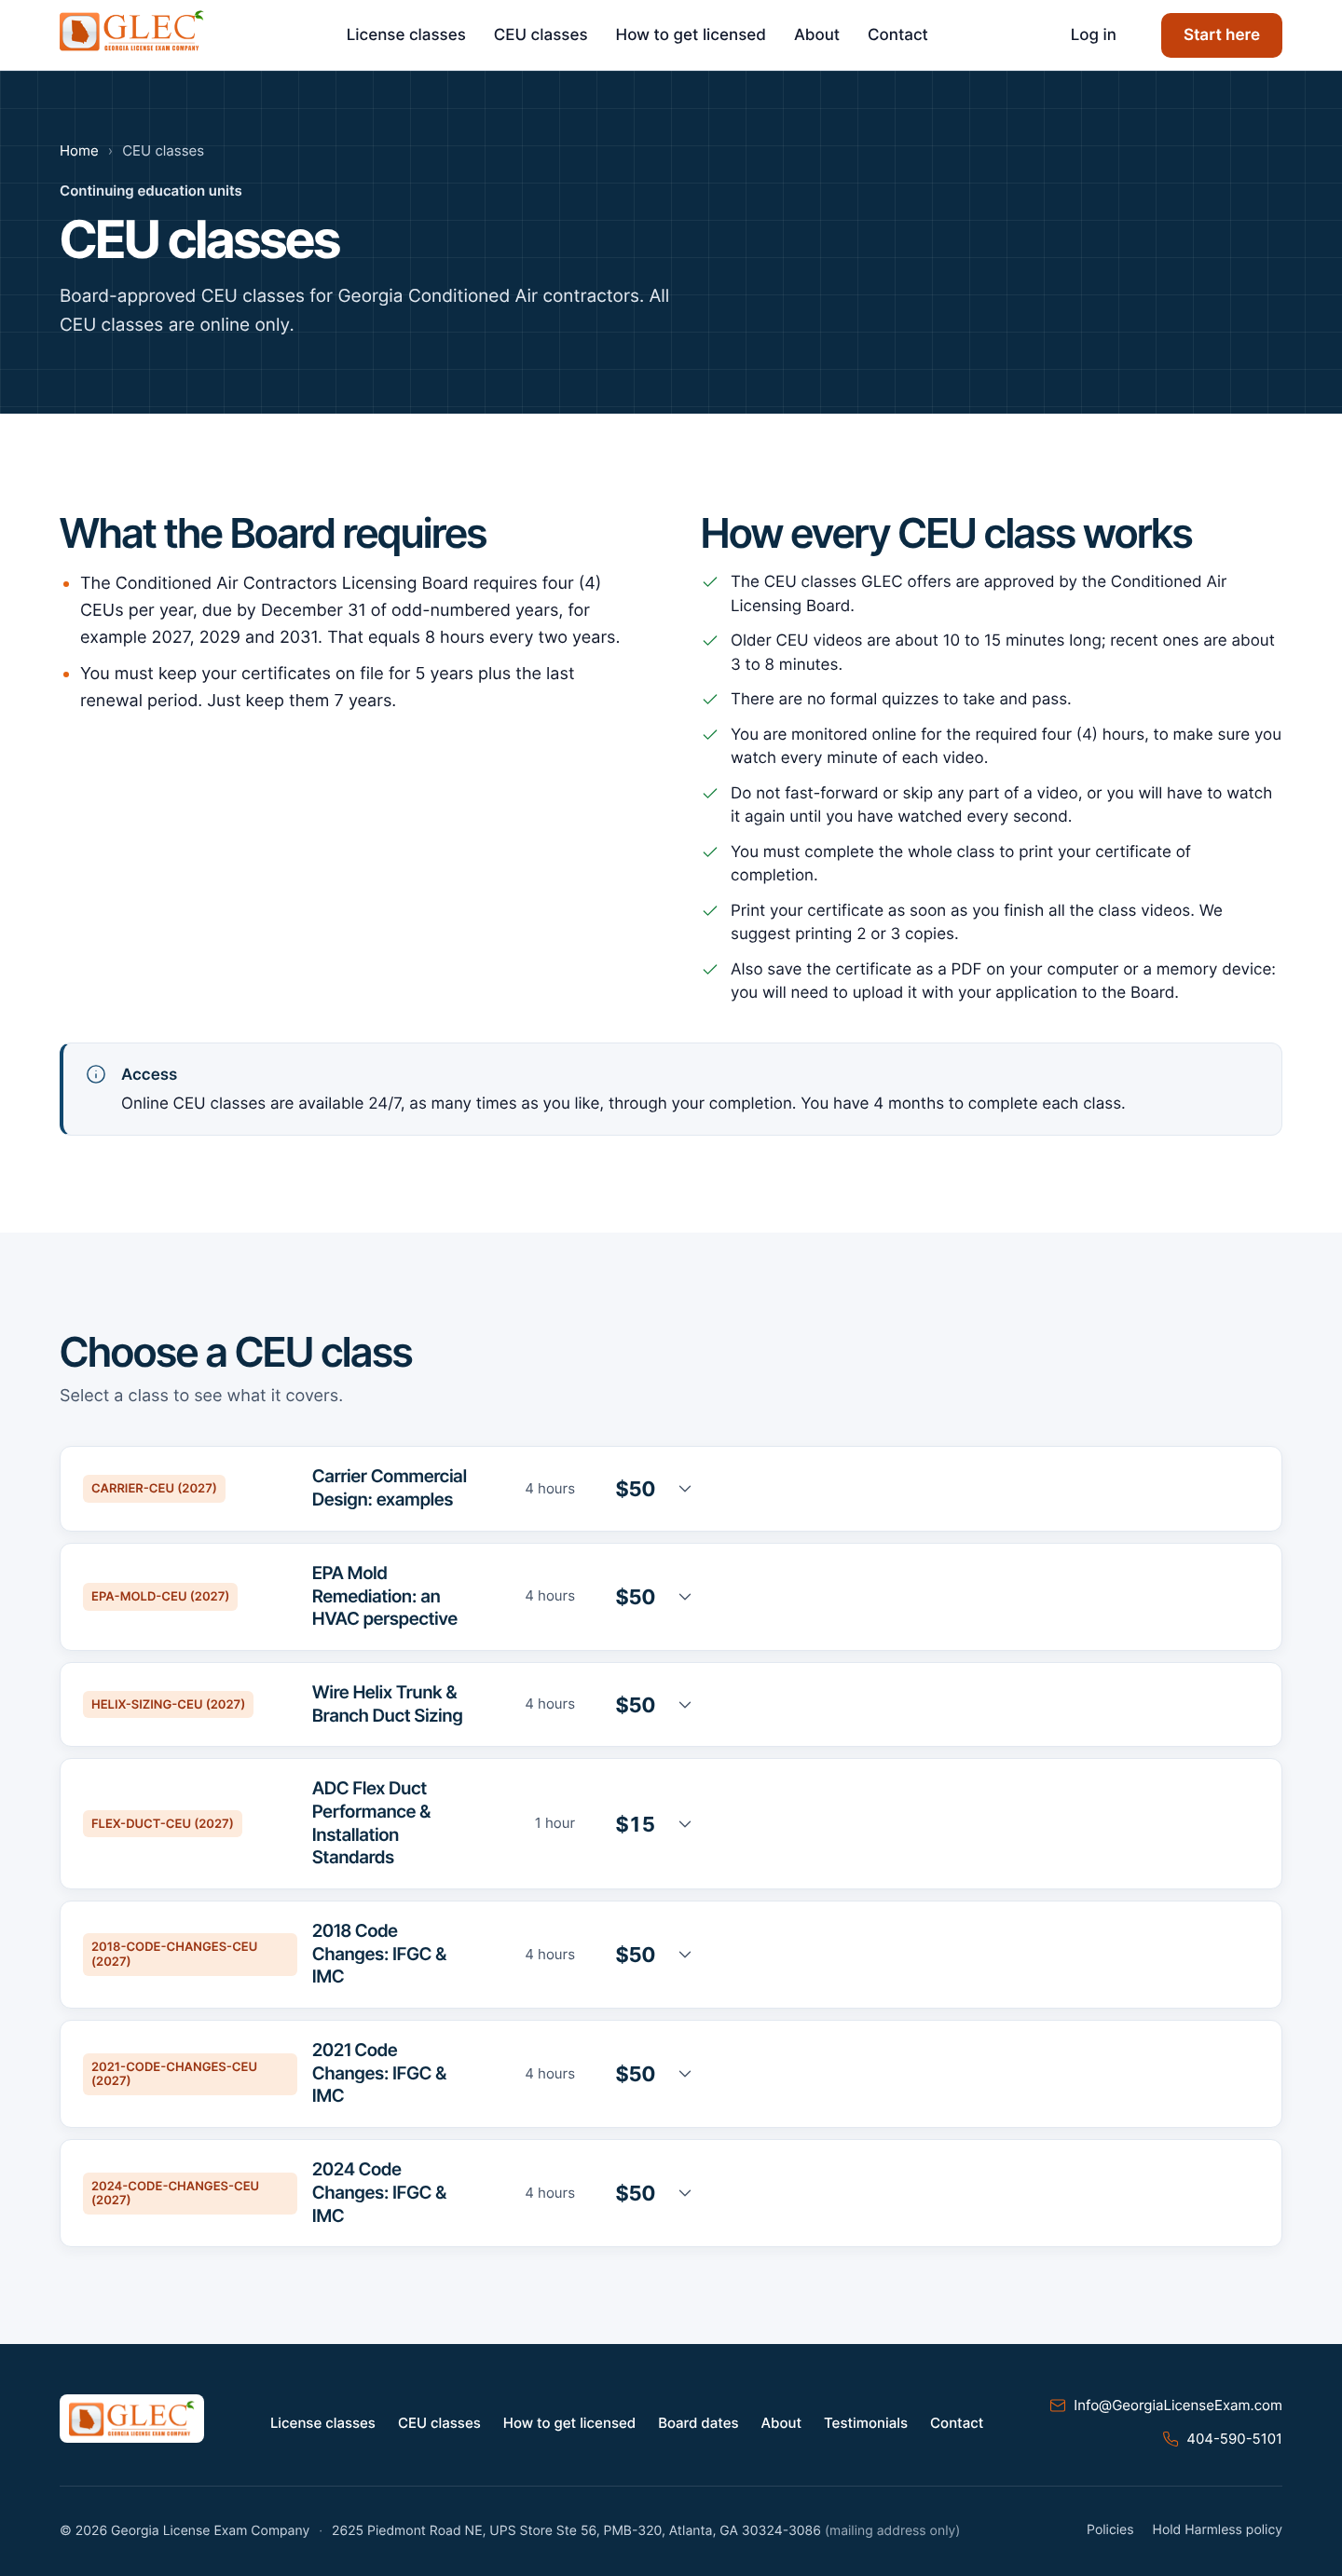 GLEC
GEORGIA LICENSE EXAM COMPANY
License classes
CEU classes
How to get licensed
About
Contact
Log in
Start here
Home › CEU classes
Continuing education units
CEU classes
Board-approved CEU classes for Georgia Conditioned Air contractors. All
CEU classes are online only.
What the Board requires
The Conditioned Air Contractors Licensing Board requires four (4)
CEUs per year, due by December 31 of odd-numbered years, for
example 2027, 2029 and 2031. That equals 8 hours every two years.
You must keep your certificates on file for 5 years plus the last
renewal period. Just keep them 7 years.
How every CEU class works
The CEU classes GLEC offers are approved by the Conditioned Air
Licensing Board.
Older CEU videos are about 10 to 15 minutes long; recent ones are about
3 to 8 minutes.
There are no formal quizzes to take and pass.
You are monitored online for the required four (4) hours, to make sure you
watch every minute of each video.
Do not fast-forward or skip any part of a video, or you will have to watch
it again until you have watched every second.
You must complete the whole class to print your certificate of
completion.
Print your certificate as soon as you finish all the class videos. We
suggest printing 2 or 3 copies.
Also save the certificate as a PDF on your computer or a memory device:
you will need to upload it with your application to the Board.
Access
Online CEU classes are available 24/7, as many times as you like, through your completion. You have 4 months to complete each class.
Choose a CEU class
Select a class to see what it covers.
CARRIER-CEU (2027)
Carrier Commercial
Design: examples
4 hours
$50
EPA-MOLD-CEU (2027)
EPA Mold
Remediation: an
HVAC perspective
4 hours
$50
HELIX-SIZING-CEU (2027)
Wire Helix Trunk &
Branch Duct Sizing
4 hours
$50
FLEX-DUCT-CEU (2027)
ADC Flex Duct
Performance &
Installation
Standards
1 hour
$15
2018-CODE-CHANGES-CEU
(2027)
2018 Code
Changes: IFGC &
IMC
4 hours
$50
2021-CODE-CHANGES-CEU
(2027)
2021 Code
Changes: IFGC &
IMC
4 hours
$50
2024-CODE-CHANGES-CEU
(2027)
2024 Code
Changes: IFGC &
IMC
4 hours
$50
GLEC
GEORGIA LICENSE EXAM COMPANY
License classes
CEU classes
How to get licensed
Board dates
About
Testimonials
Contact
Info@GeorgiaLicenseExam.com
404-590-5101
© 2026 Georgia License Exam Company · 2625 Piedmont Road NE, UPS Store Ste 56, PMB-320, Atlanta, GA 30324-3086 (mailing address only)
Policies
Hold Harmless policy